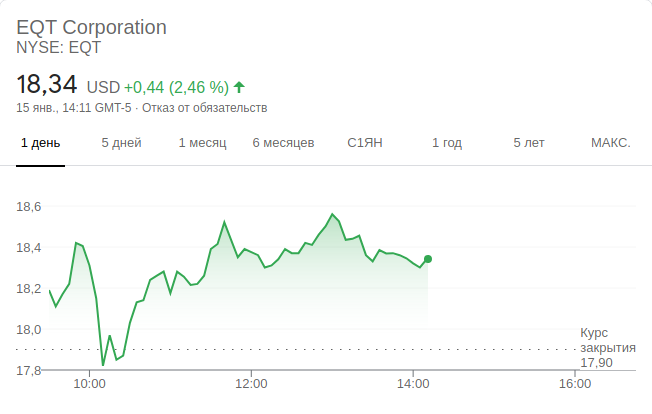 EQT Corporation
NYSE: EQT
18,34 USD +0,44 (2,46 %)
15 янв., 14:11 GMT-5 · Отказ от обязательств
1 день 5 дней 1 месяц 6 месяцев С1ЯН 1 год 5 лет МАКС.
18,6
18,4
18,2
18,0
17,8
Курс
закрытия
17,90
10:00 12:00 14:00 16:00